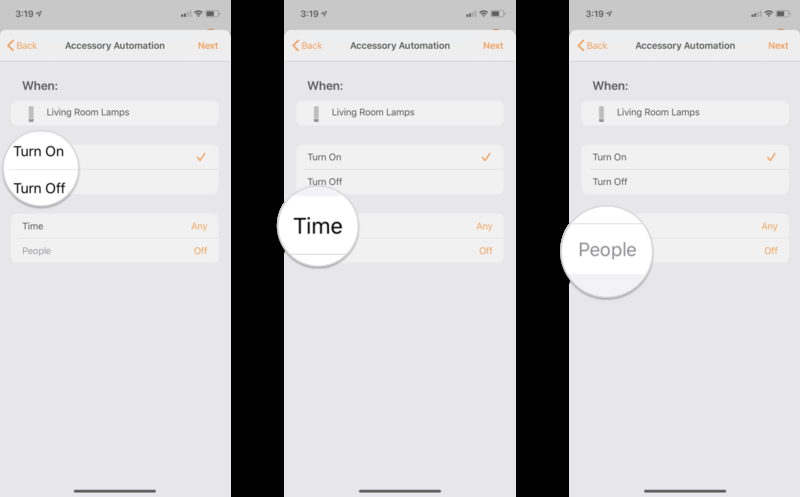 3:19
Back Accessory Automation Next
When:
Living Room Lamps
Turn On
Turn Off
Time Any
People Off
3:19
Back Accessory Automation Next
When:
Living Room Lamps
Turn On
Turn Off
Time Any
Off
3:19
Back Accessory Automation Next
When:
Living Room Lamps
Turn On
Turn Off
Any
People Off